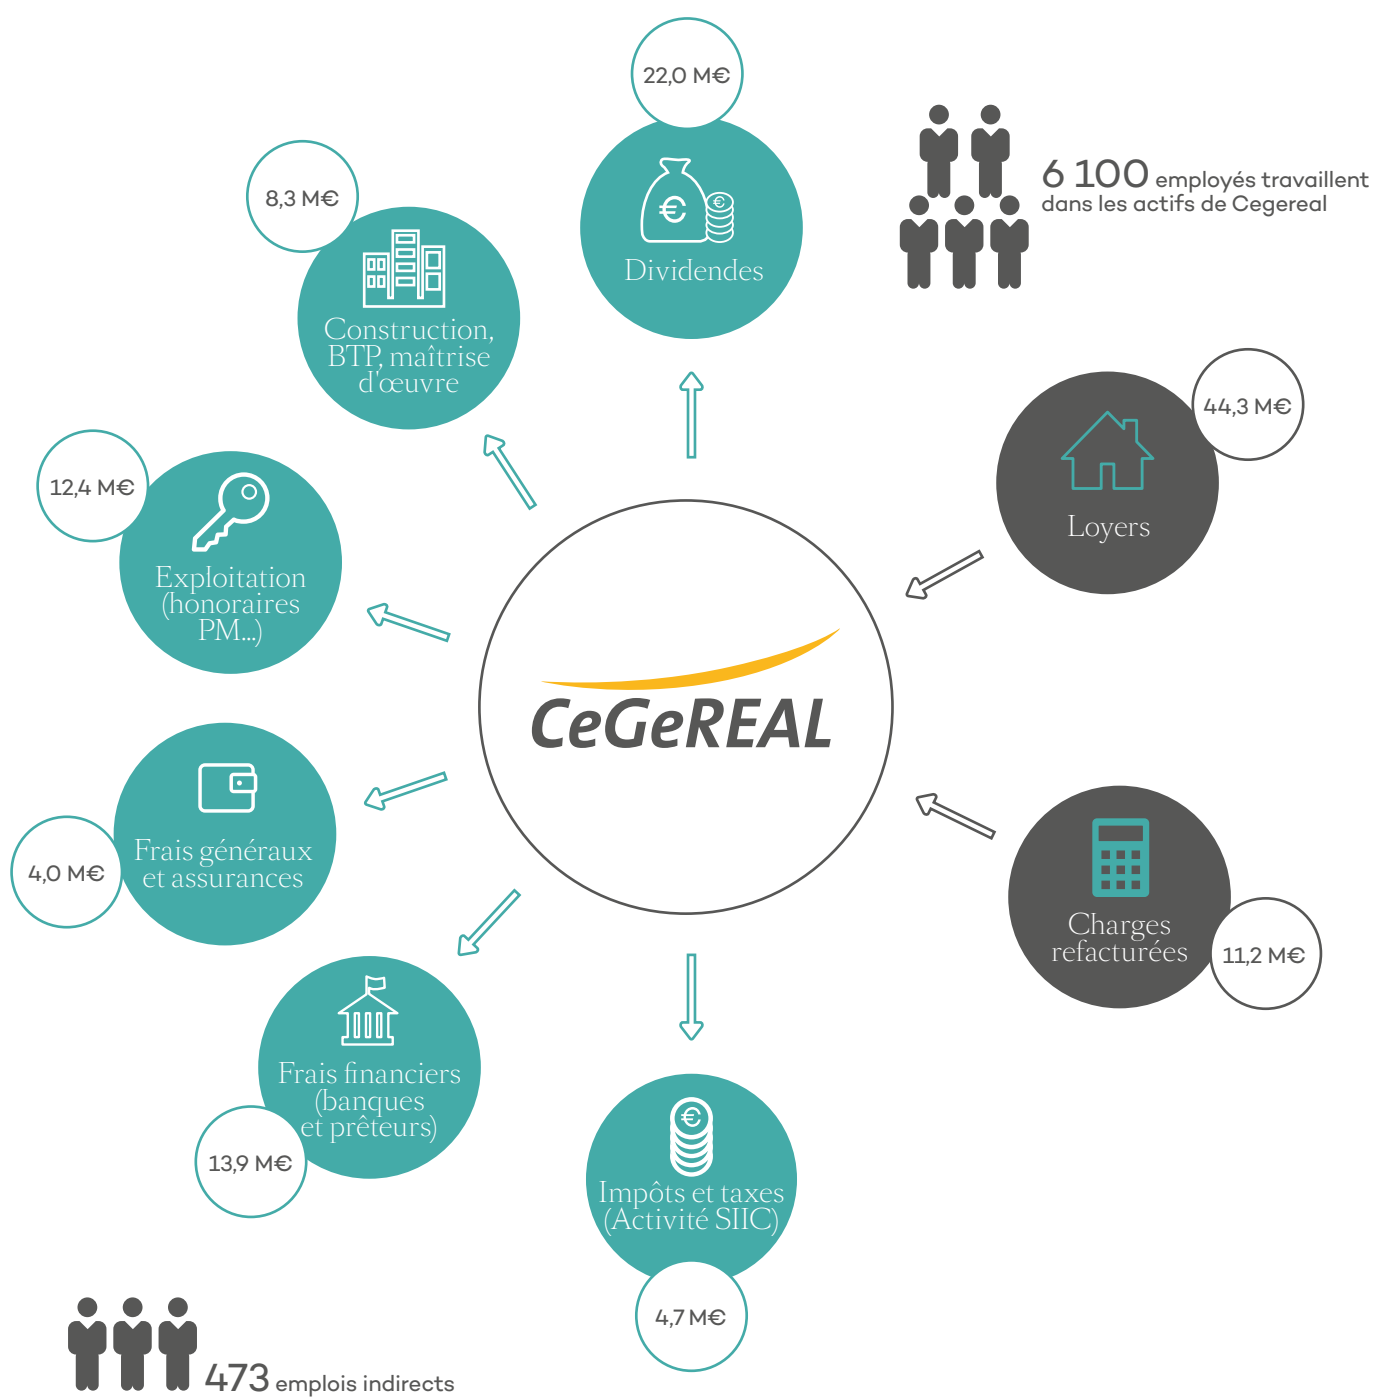 22,0 M€
Dividendes
6 100 employés travaillent
dans les actifs de Cegereal
8,3 M€
Construction,
BTP, maîtrise
d'œuvre
44,3 M€
Loyers
12,4 M€
Exploitation
(honoraires
PM...)
CeGeREAL
Frais généraux
et assurances
4,0 M€
Charges
refacturées
11,2 M€
Frais financiers
(banques
et prêteurs)
13,9 M€
€
Impôts et taxes
(Activité SIIC)
4,7 M€
473 emplois indirects